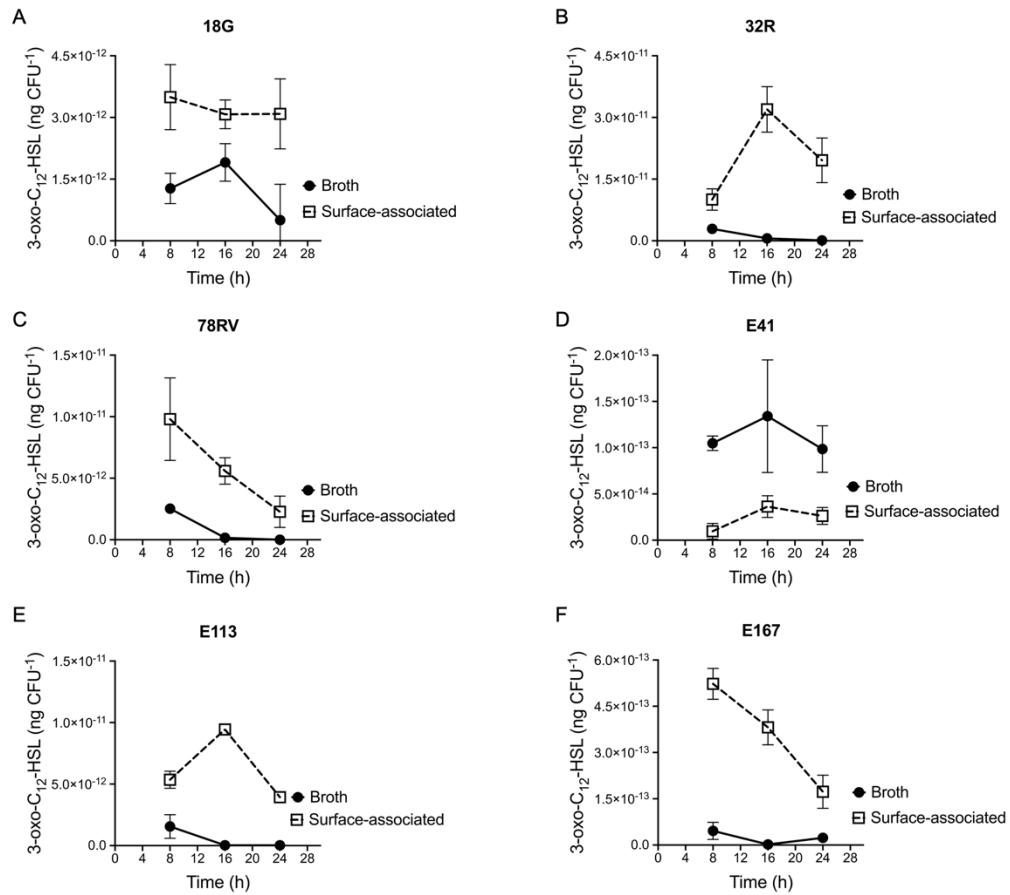 A
18G
3-oxo-C₁₂-HSL (ng CFU⁻¹)
4.5×10⁻¹²
3.0×10⁻¹²
1.5×10⁻¹²
0.0
0 4 8 12 16 20 24 28
Time (h)
Broth
Surface-associated
B
32R
3-oxo-C₁₂-HSL (ng CFU⁻¹)
4.5×10⁻¹¹
3.0×10⁻¹¹
1.5×10⁻¹¹
0.0
0 4 8 12 16 20 24 28
Time (h)
Broth
Surface-associated
C
78RV
3-oxo-C₁₂-HSL (ng CFU⁻¹)
1.5×10⁻¹¹
1.0×10⁻¹¹
5.0×10⁻¹²
0.0
0 4 8 12 16 20 24 28
Time (h)
Broth
Surface-associated
D
E41
3-oxo-C₁₂-HSL (ng CFU⁻¹)
2.0×10⁻¹³
1.5×10⁻¹³
1.0×10⁻¹³
5.0×10⁻¹⁴
0.0
0 4 8 12 16 20 24 28
Time (h)
Broth
Surface-associated
E
E113
3-oxo-C₁₂-HSL (ng CFU⁻¹)
1.5×10⁻¹¹
1.0×10⁻¹¹
5.0×10⁻¹²
0.0
0 4 8 12 16 20 24 28
Time (h)
Broth
Surface-associated
F
E167
3-oxo-C₁₂-HSL (ng CFU⁻¹)
6.0×10⁻¹³
4.5×10⁻¹³
3.0×10⁻¹³
1.5×10⁻¹³
0.0
0 4 8 12 16 20 24 28
Time (h)
Broth
Surface-associated